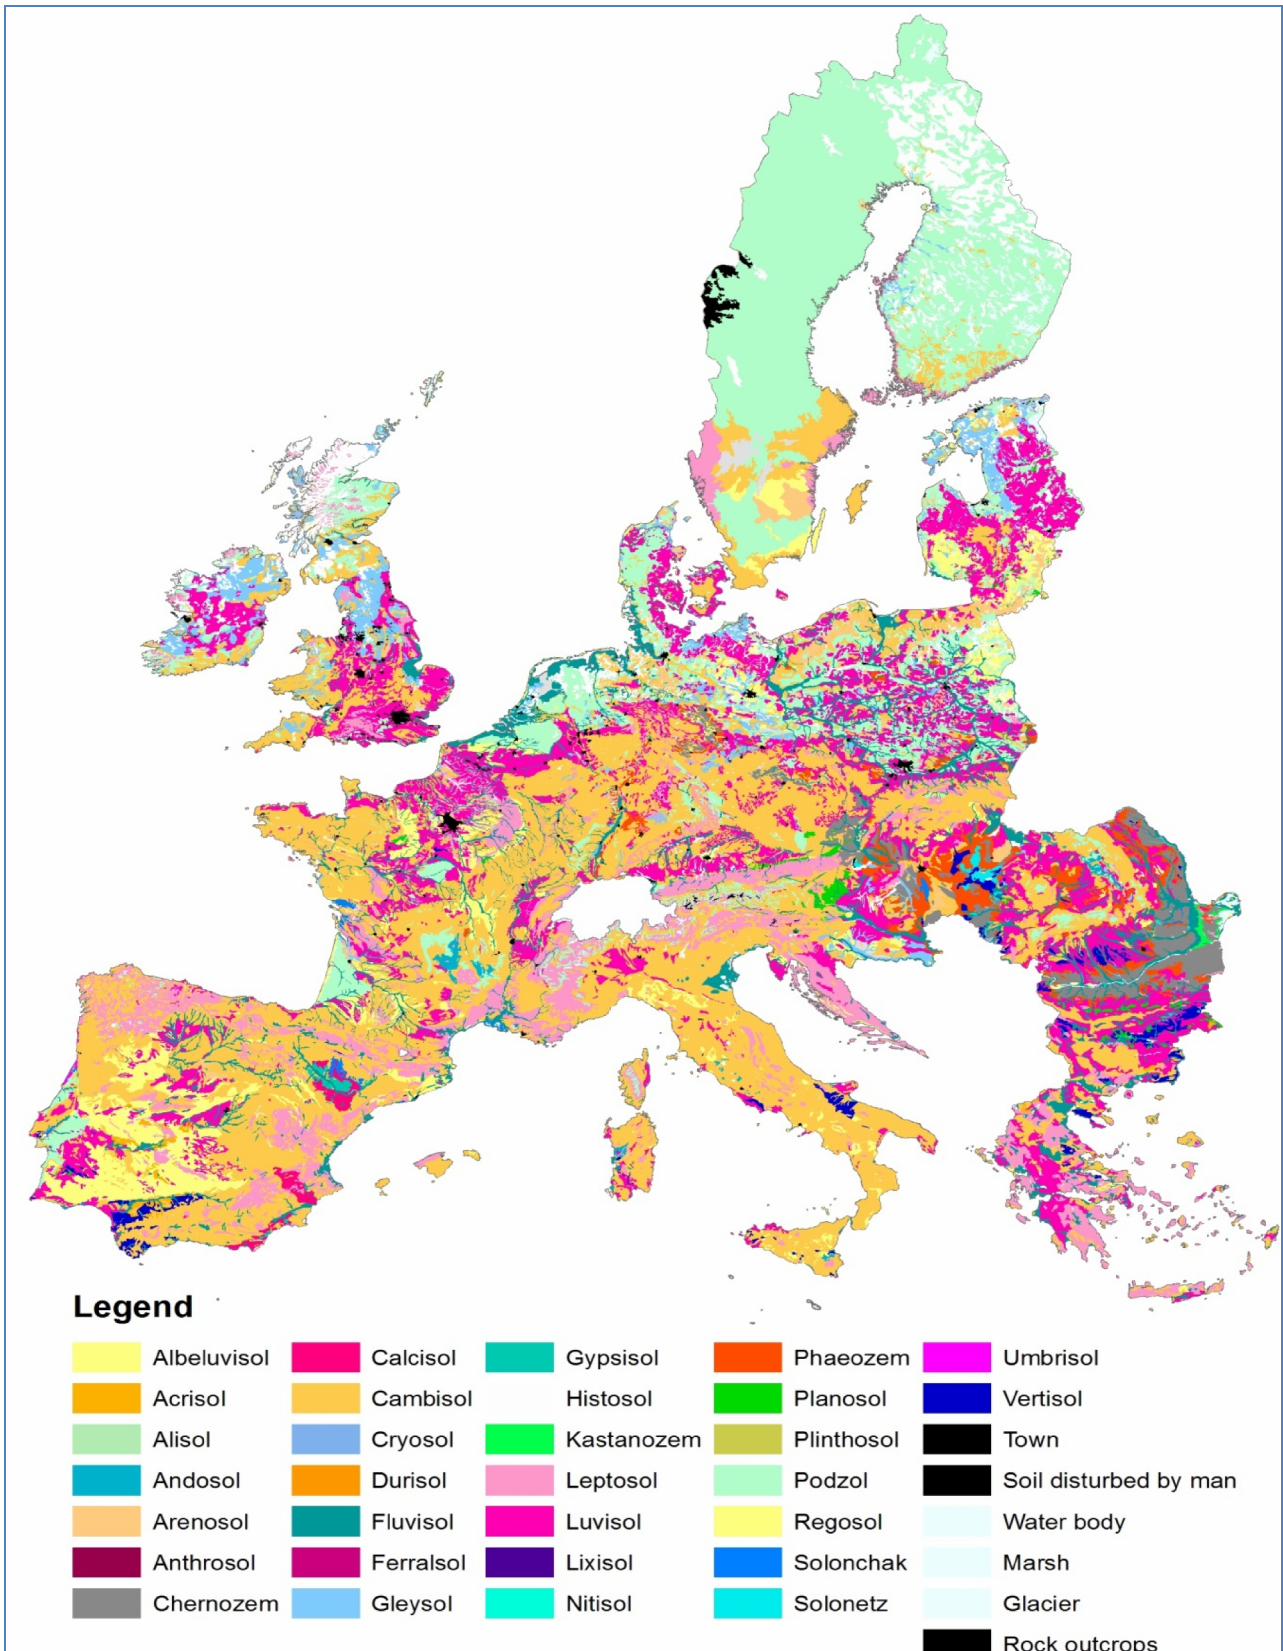 Legend
Albeluvisol
Acrisol
Alisol
Andosol
Arenosol
Anthrosol
Chernozem
Calcisol
Cambisol
Cryosol
Durisol
Fluvisol
Ferralsol
Gleysol
Gypsisol
Histosol
Kastanozem
Leptosol
Luvisol
Lixisol
Nitisol
Phaeozem
Planosol
Plinthosol
Podzol
Regosol
Solonchak
Solonetz
Umbrisol
Vertisol
Town
Soil disturbed by man
Water body
Marsh
Glacier
Rock outcrops